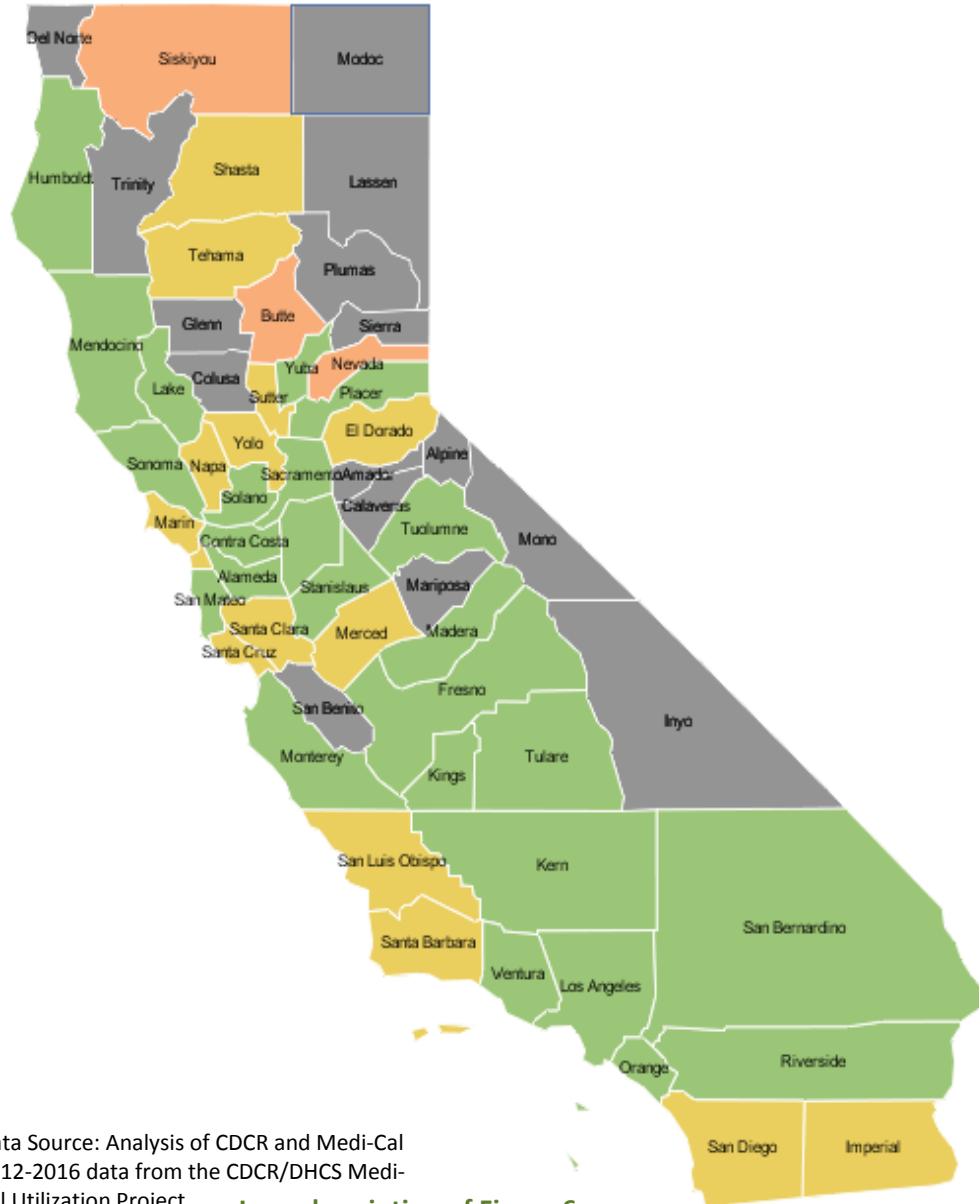 Del Norte
Siskiyou
Modoc
Humboldt
Trinity
Shasta
Lassen
Tehama
Plumas
Glenn
Butte
Sierra
Mendocino
Lake
Colusa
Yuba
Nevada
Sutter
Placer
Sonoma
Napa
Yolo
El Dorado
Sacramento
Amador
Alpine
Solano
Calaveras
Marin
Contra Costa
Tuolumne
Mono
Alameda
San Mateo
Stanislaus
Mariposa
Santa Clara
Merced
Madera
Santa Cruz
Fresno
San Benito
Inyo
Monterey
Kings
Tulare
San Luis Obispo
Kern
San Bernardino
Santa Barbara
Ventura
Los Angeles
Orange
Riverside
San Diego
Imperial
ta Source: Analysis of CDCR and Medi-Cal
12-2016 data from the CDCR/DHCS Medi-
l Utilization Project